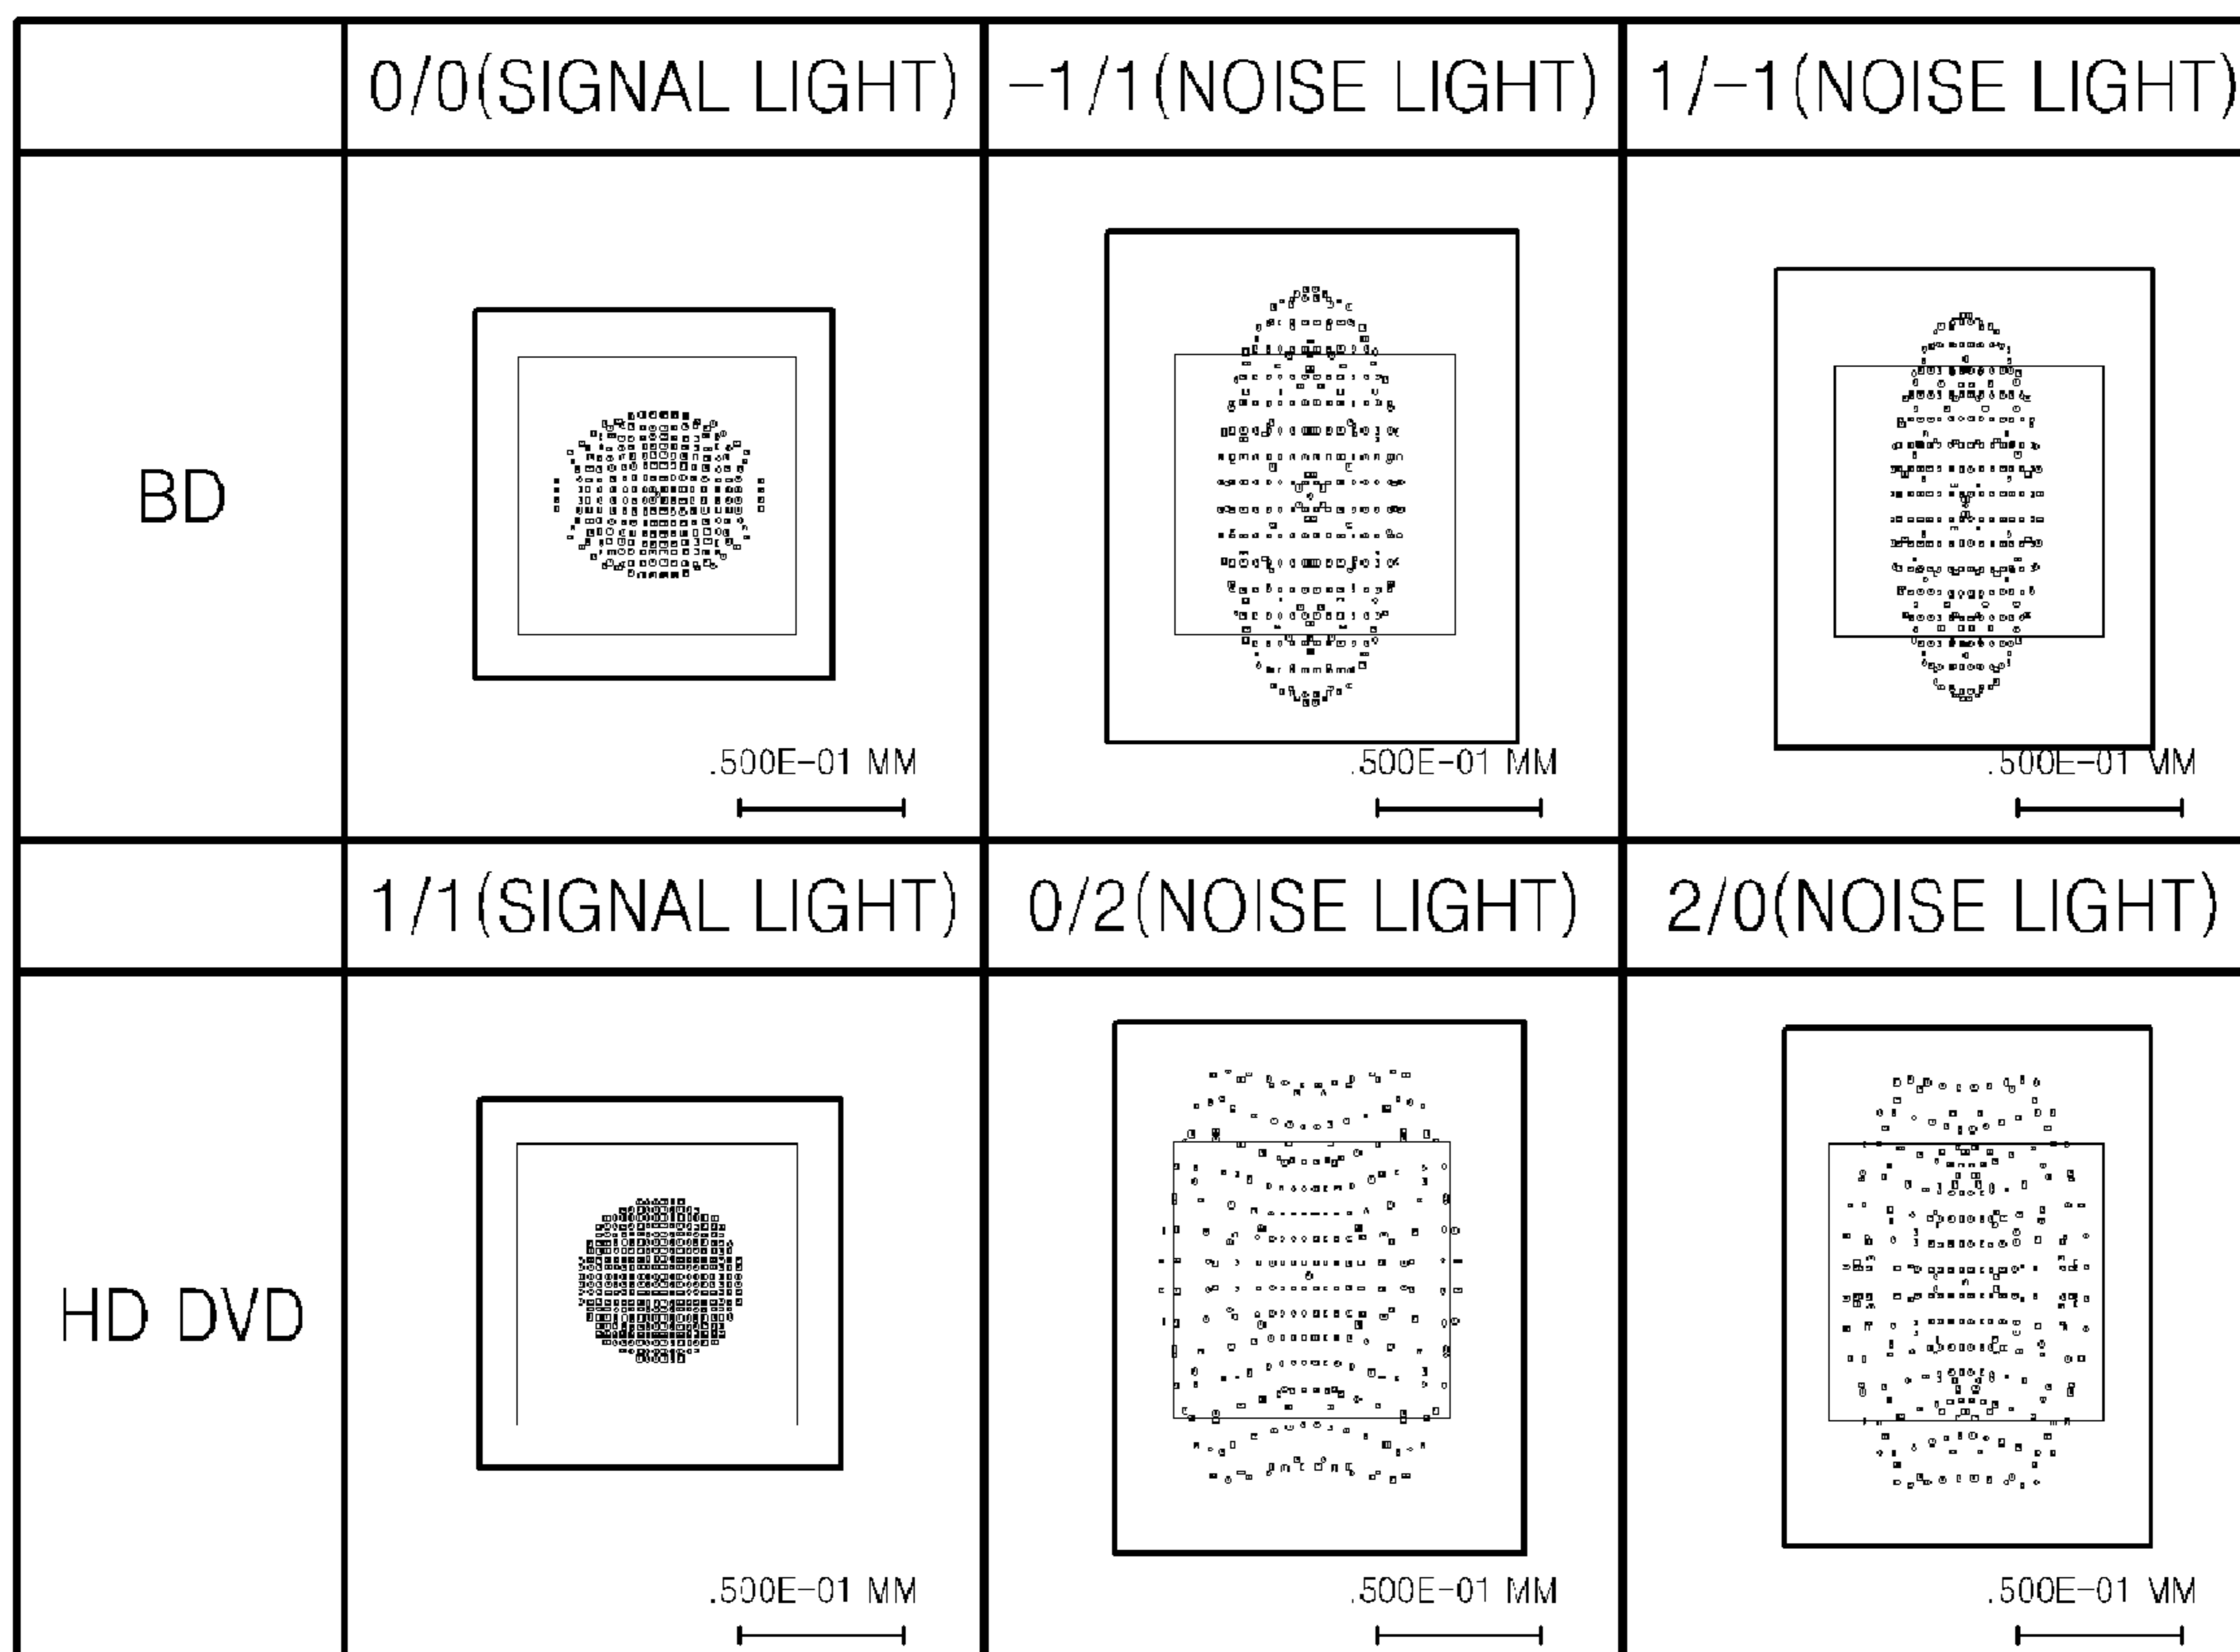 0/0(SIGNAL LIGHT) -1/1(NOISE LIGHT) 1/-1(NOISE LIGHT)
BD
.500E-01 MM .500E-01 MM .500E-01 MM
1/1(SIGNAL LIGHT) 0/2(NOISE LIGHT) 2/0(NOISE LIGHT)
HD DVD
.500E-01 MM .500E-01 MM .500E-01 MM